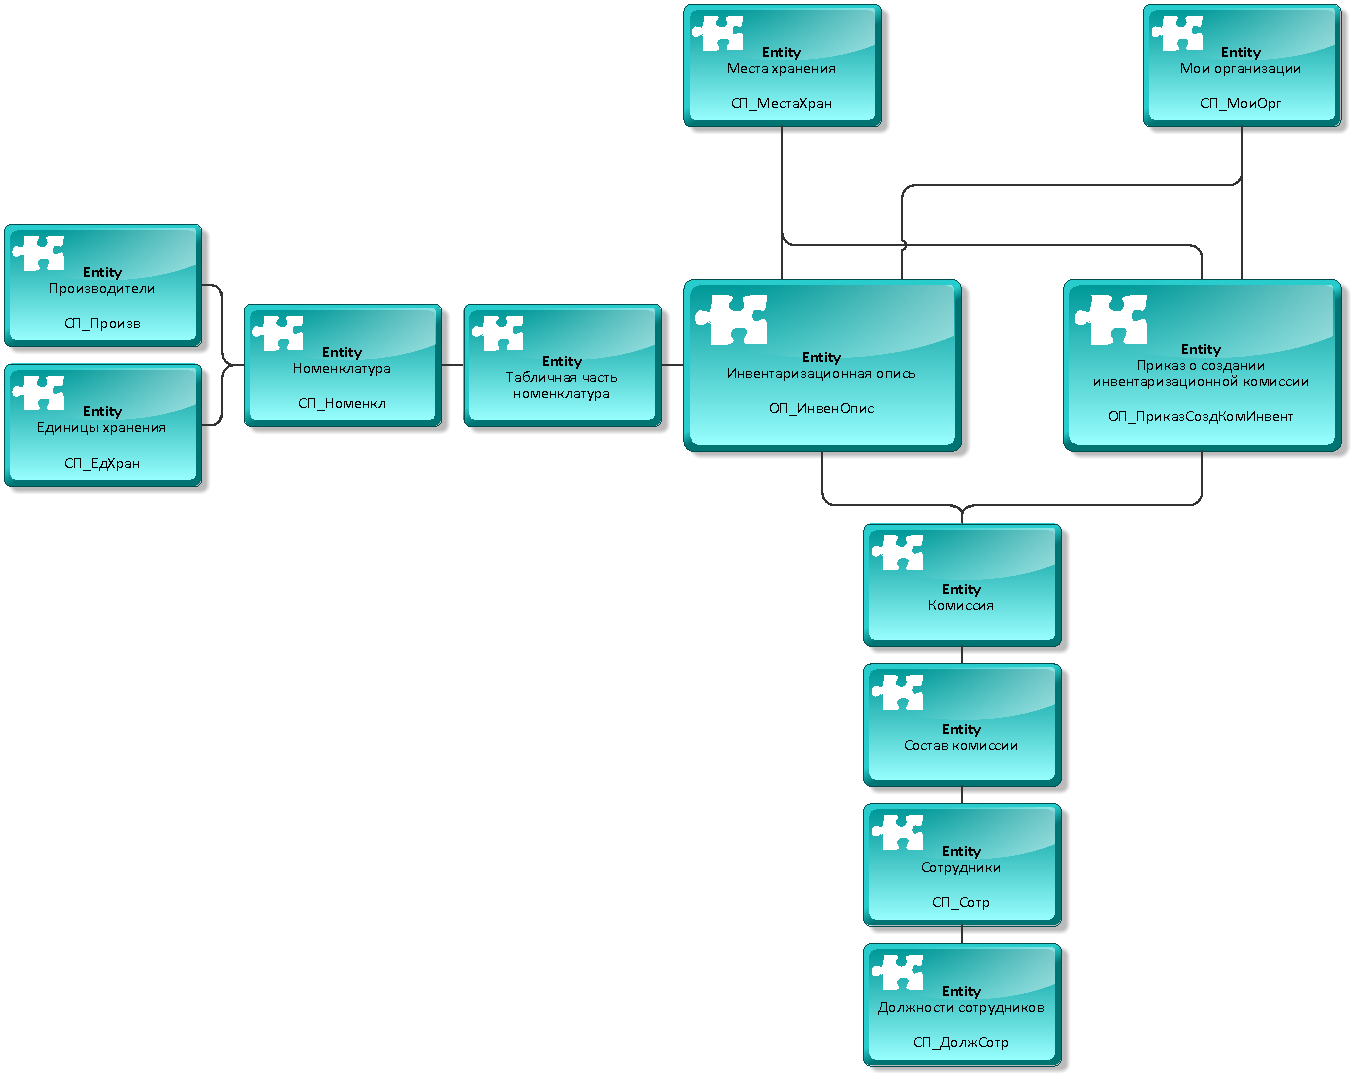 Entity
Места хранения
СП_МестаХран
Entity
Мои организации
СП_МоиОрг
Entity
Производители
СП_Произв
Entity
Единицы хранения
СП_ЕдХран
Entity
Номенклатура
СП_Номенкл
Entity
Табличная часть
номенклатура
Entity
Инвентаризационная опись
ОП_ИнвенОпис
Entity
Приказ о создании
инвентаризационной комиссии
ОП_ПриказСоздКомИнвент
Entity
Комиссия
Entity
Состав комиссии
Entity
Сотрудники
СП_Сотр
Entity
Должности сотрудников
СП_ДолжСотр